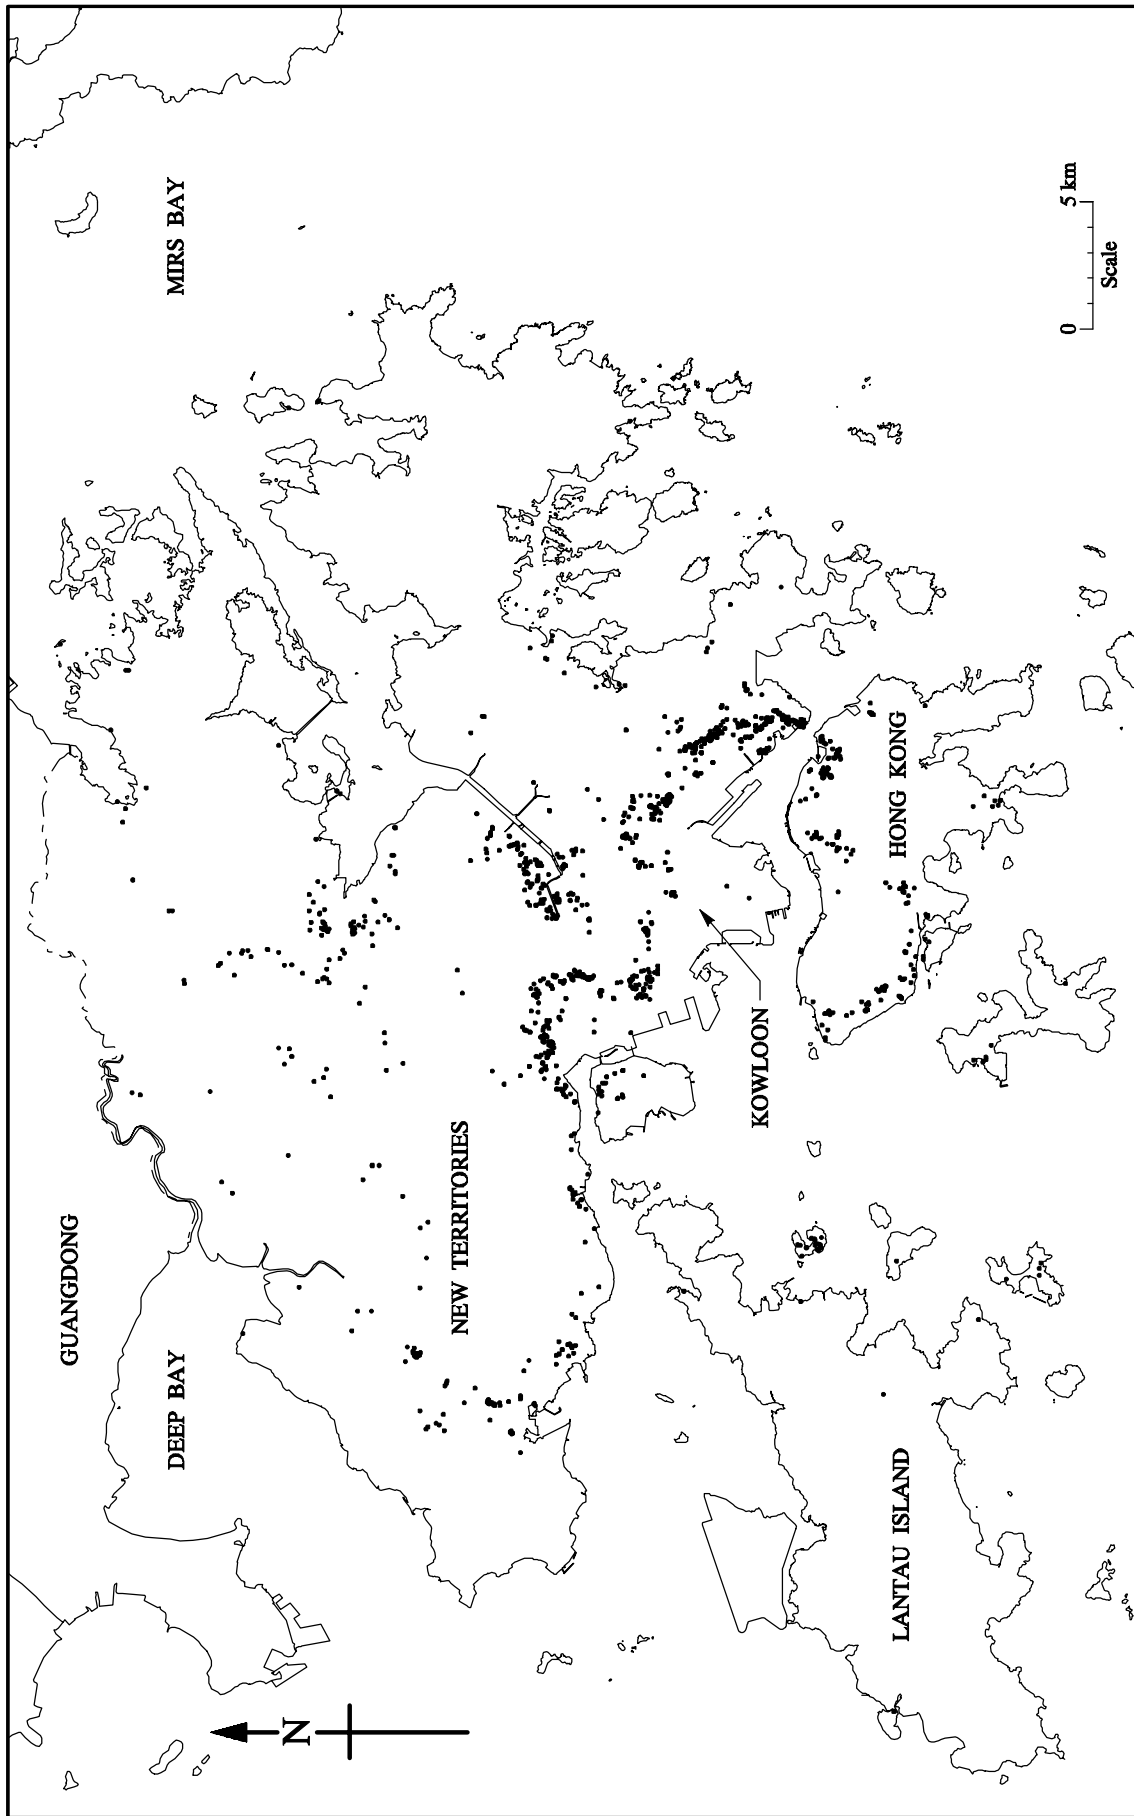 GUANGDONG
DEEP BAY
MIRS BAY
N
NEW TERRITORIES
KOWLOON
HONG KONG
LANTAU ISLAND
0 5 km
Scale